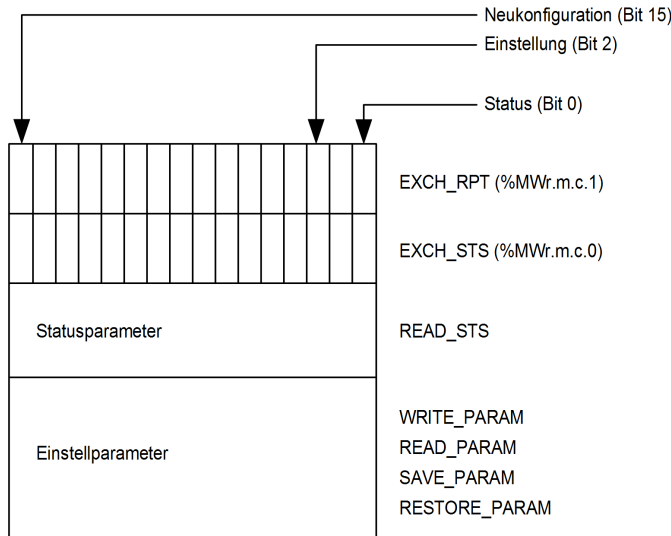 Neukonfiguration (Bit 15)
Einstellung (Bit 2)
Status (Bit 0)
EXCH_RPT (%MWr.m.c.1)
EXCH_STS (%MWr.m.c.0)
Statusparameter
READ_STS
Einstellparameter
WRITE_PARAM
READ_PARAM
SAVE_PARAM
RESTORE_PARAM